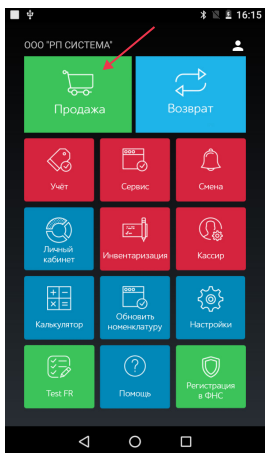 16:15
ООО "РП СИСТЕМА"
Продажа
Возврат
Учёт
Сервис
Смена
Личный
кабинет
Инвентаризация
Кассир
Калькулятор
Обновить
номенклатуру
Настройки
Test FR
Помощь
Регистрация
в ФНС